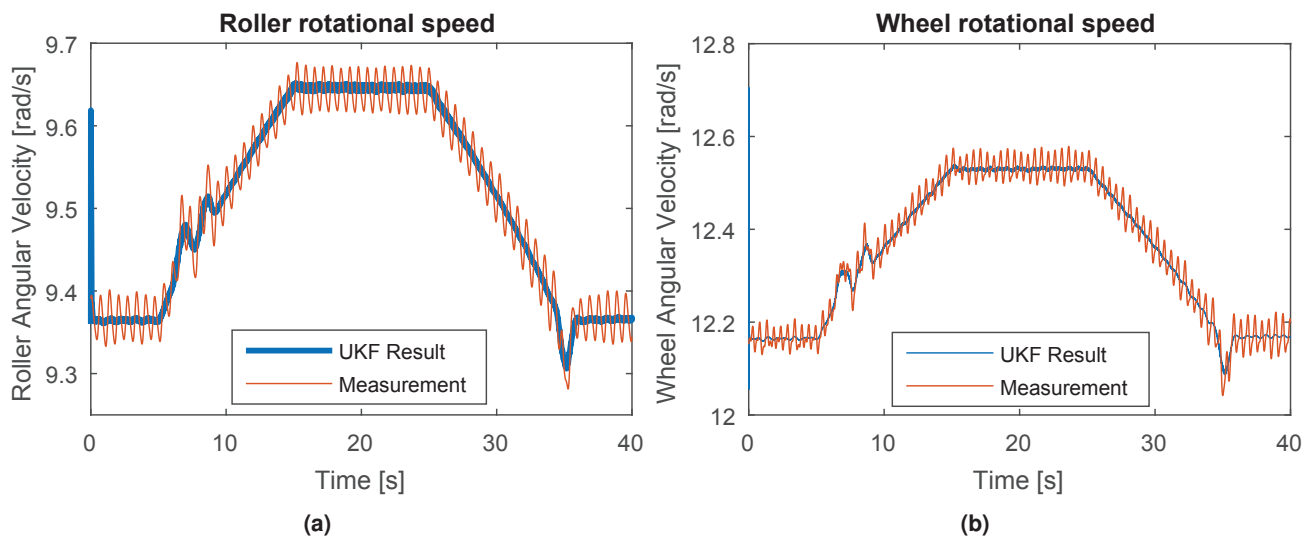 Roller rotational speed
Roller Angular Velocity [rad/s]
9.7
9.6
9.5
9.4
9.3
0 10 20 30 40
Time [s]
UKF Result
Measurement
(a)
Wheel rotational speed
Wheel Angular Velocity [rad/s]
12.8
12.6
12.4
12.2
12
0 10 20 30 40
Time [s]
UKF Result
Measurement
(b)